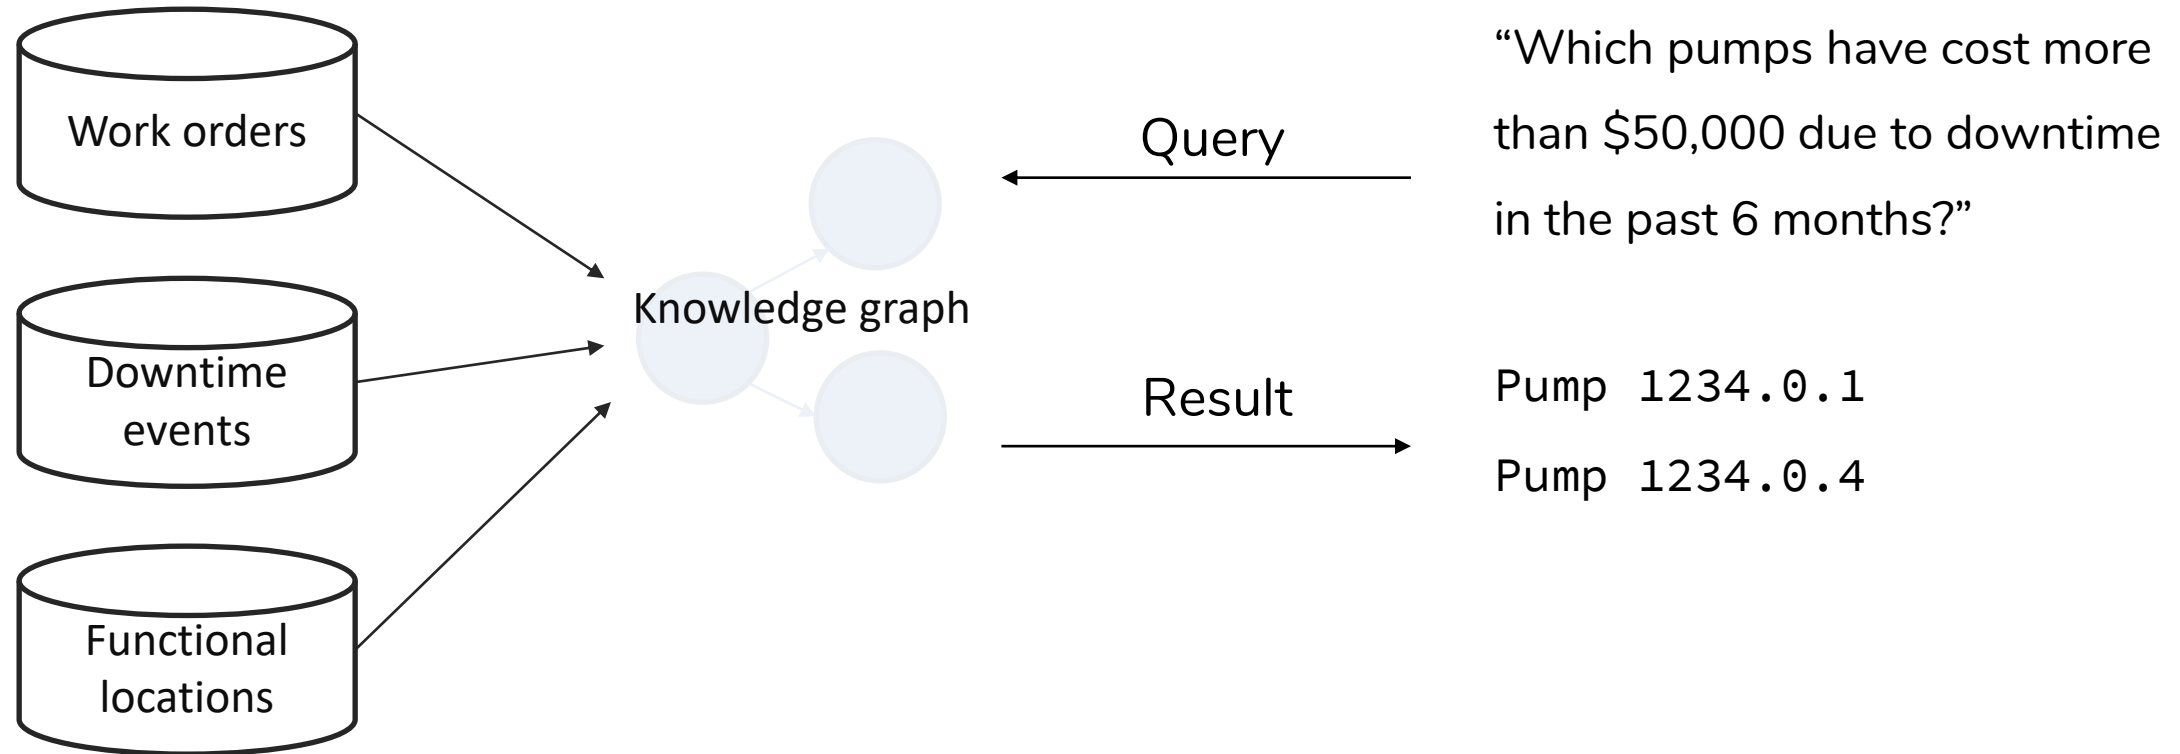 Work orders
Downtime
events
Functional
locations
Knowledge graph
Query
Result
“Which pumps have cost more
than $50,000 due to downtime
in the past 6 months?”
Pump 1234.0.1
Pump 1234.0.4